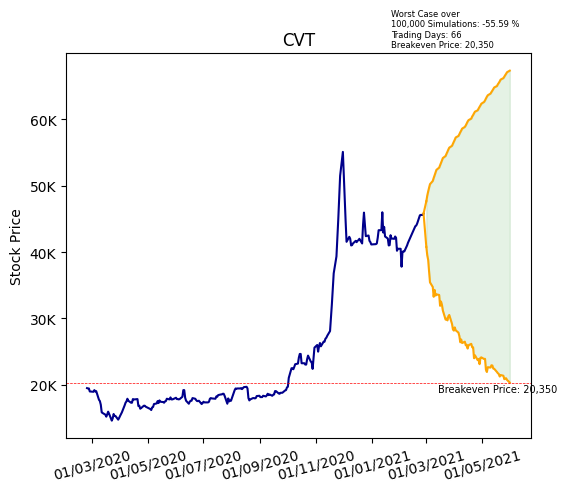 Worst Case over
100,000 Simulations: -55.59 %
Trading Days: 66
Breakeven Price: 20,350
CVT
Stock Price
60K
50K
40K
30K
20K
Breakeven Price: 20,350
01/03/2020
01/05/2020
01/07/2020
01/09/2020
01/11/2020
01/01/2021
01/03/2021
01/05/2021